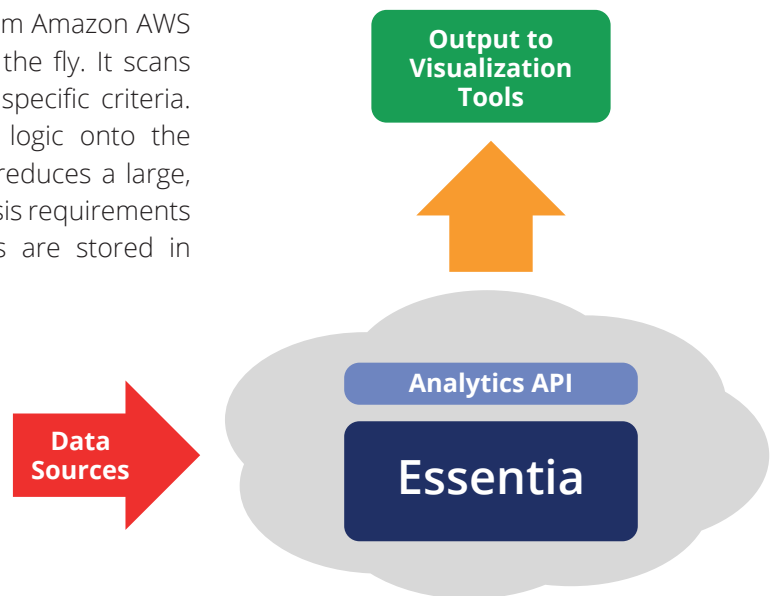 om Amazon AWS
the fly. It scans
specific criteria.
logic onto the
reduces a large,
sis requirements
s are stored in
Output to
Visualization
Tools
Analytics API
Data
Sources
Essentia